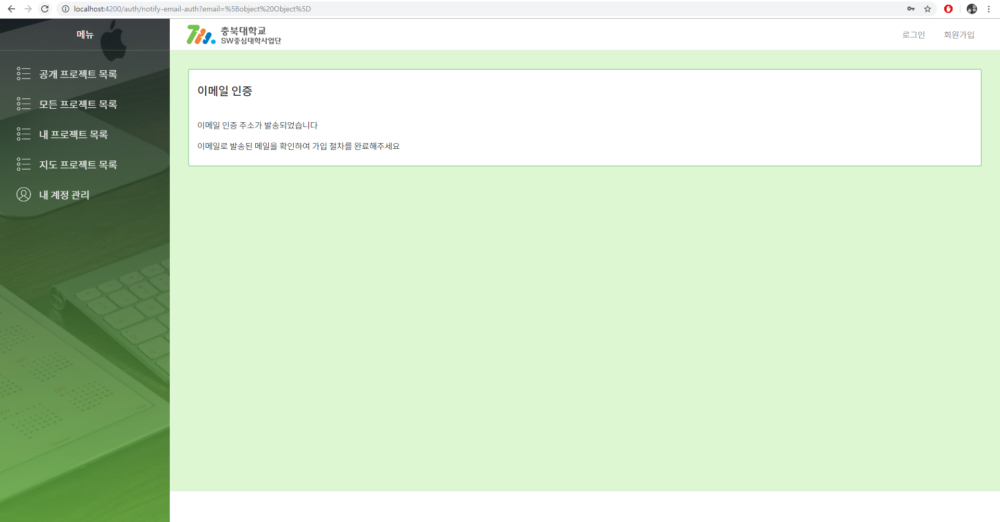 localhost:4200/auth/notify-email-auth?email=%5Bobject%20Object%5D
메뉴
공개 프로젝트 목록
모든 프로젝트 목록
내 프로젝트 목록
지도 프로젝트 목록
내 계정 관리
충북대학교
SW중심대학사업단
로그인
회원가입
이메일 인증
이메일 인증 주소가 발송되었습니다
이메일로 발송된 메일을 확인하여 가입 절차를 완료해주세요